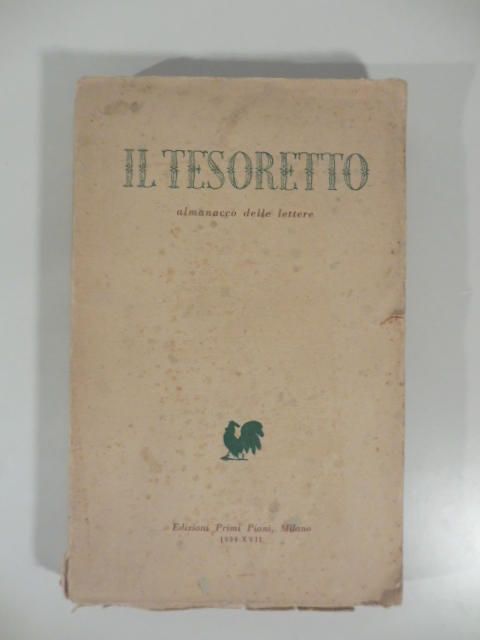 IL TESORETTO
almanacco delle lettere
Edizioni Primi Piani, Milano
1939-XVII